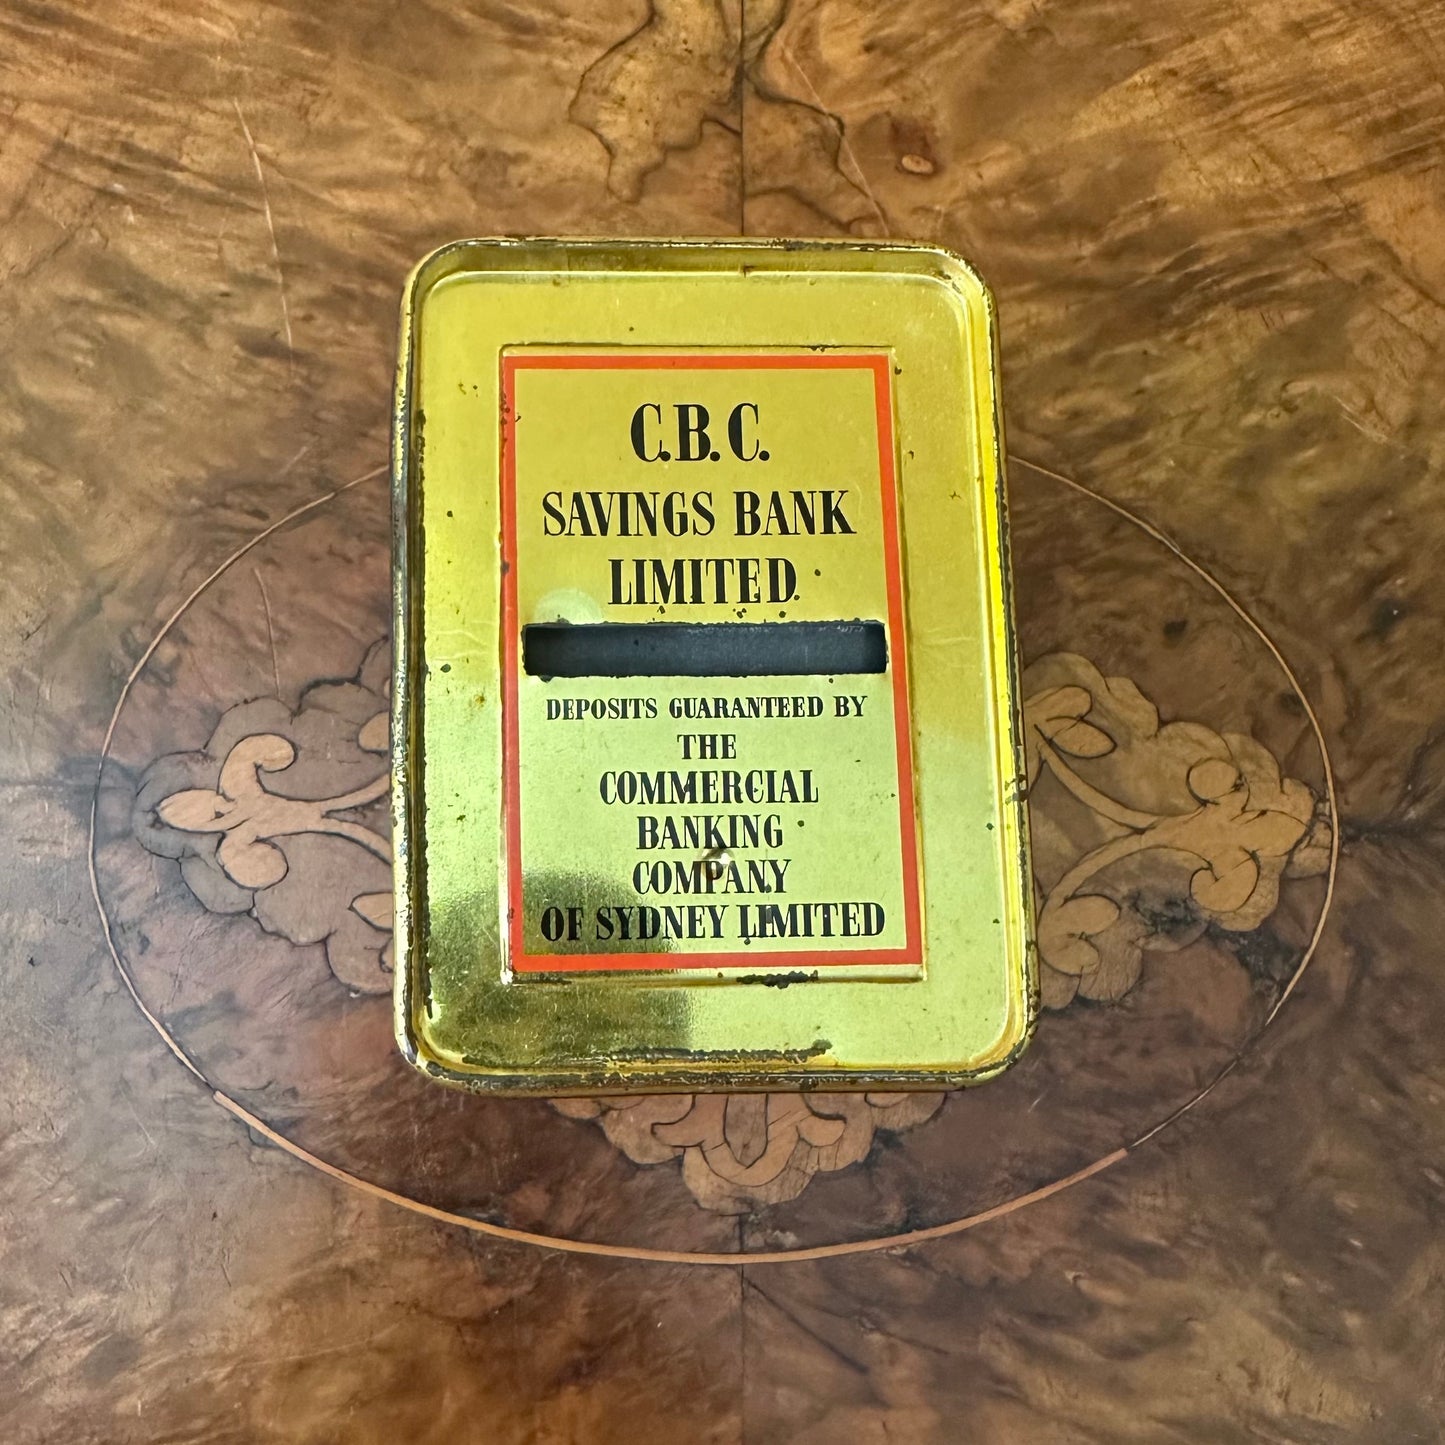 C.B.C.
SAVINGS BANK
LIMITED
DEPOSITS GUARANTEED BY
THE
COMMERCIAL
BANKING
COMPANY
OF SYDNEY LIMITED